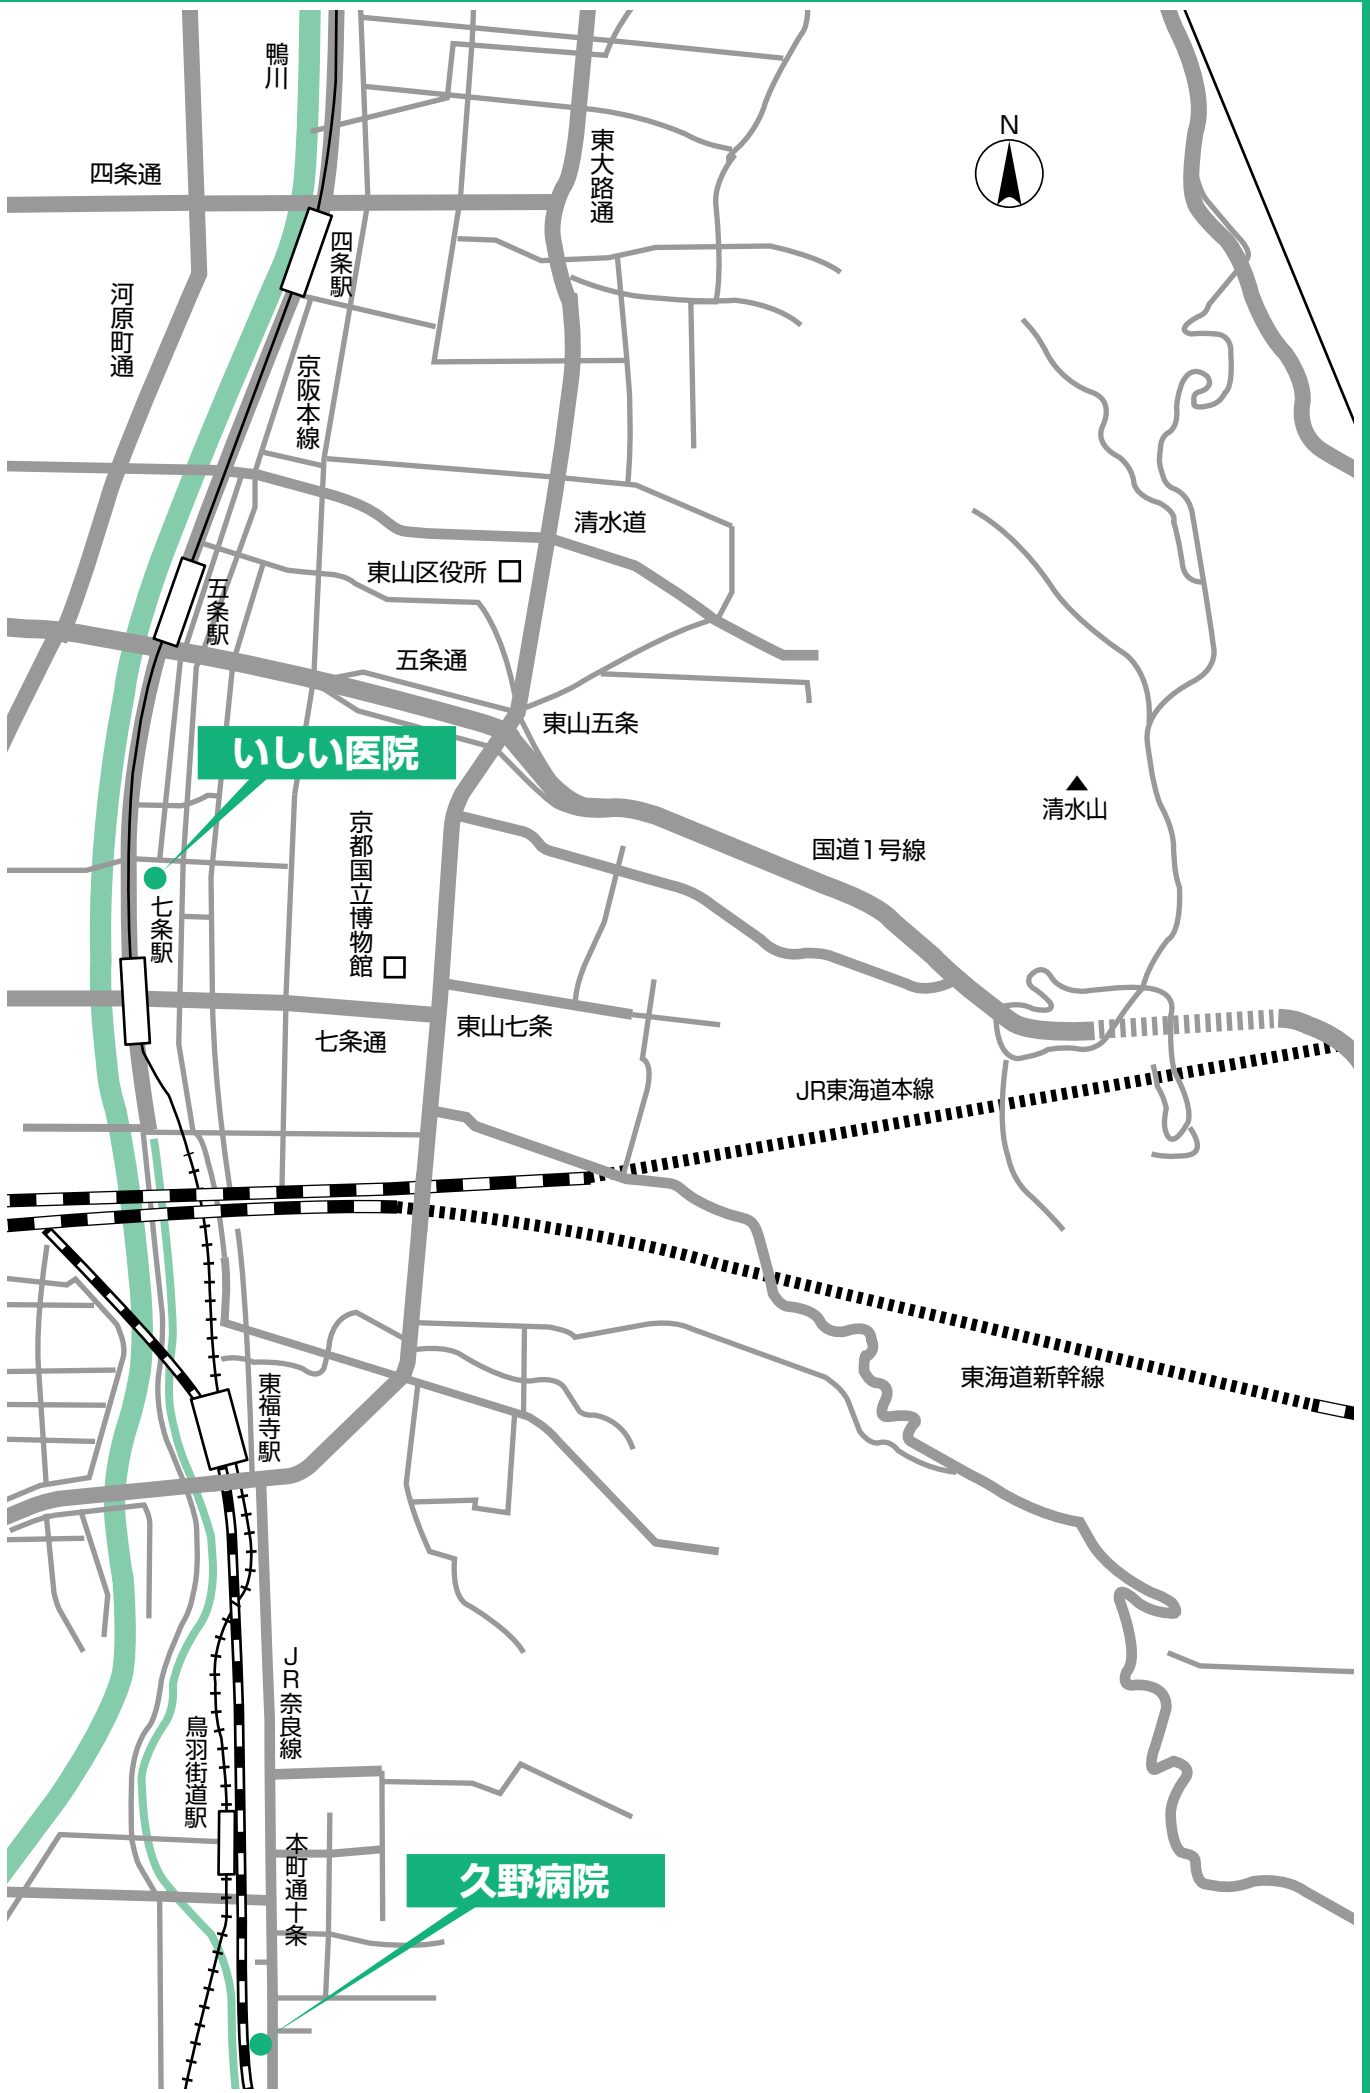 鴨川
N
東大路通
四条通
四条駅
河原町通
京阪本線
清水道
東山区役所
五条駅
五条通
東山五条
いしい医院
清水山
京都国立博物館
国道1号線
七条駅
東山七条
七条通
JR東海道本線
東海道新幹線
東福寺駅
JR奈良線
鳥羽街道駅
本町通十条
久野病院